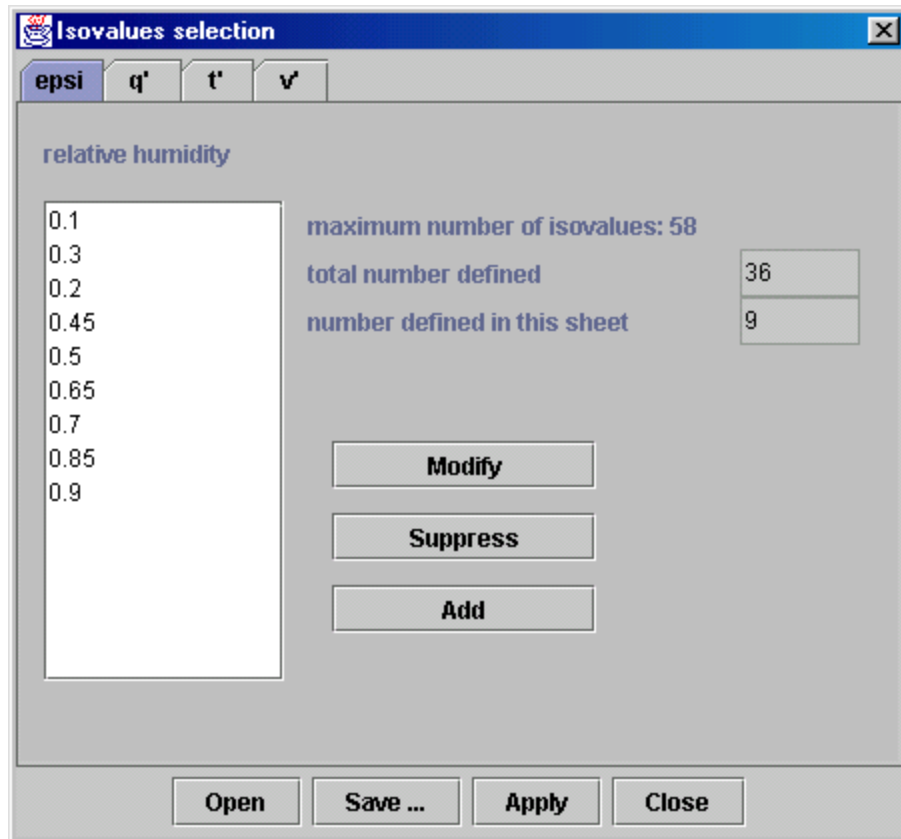 Isovalues selection
epsi q' t' v'
relative humidity
0.1
0.3
0.2
0.45
0.5
0.65
0.7
0.85
0.9
maximum number of isovalues: 58
total number defined 36
number defined in this sheet 9
Modify
Suppress
Add
Open Save ... Apply Close